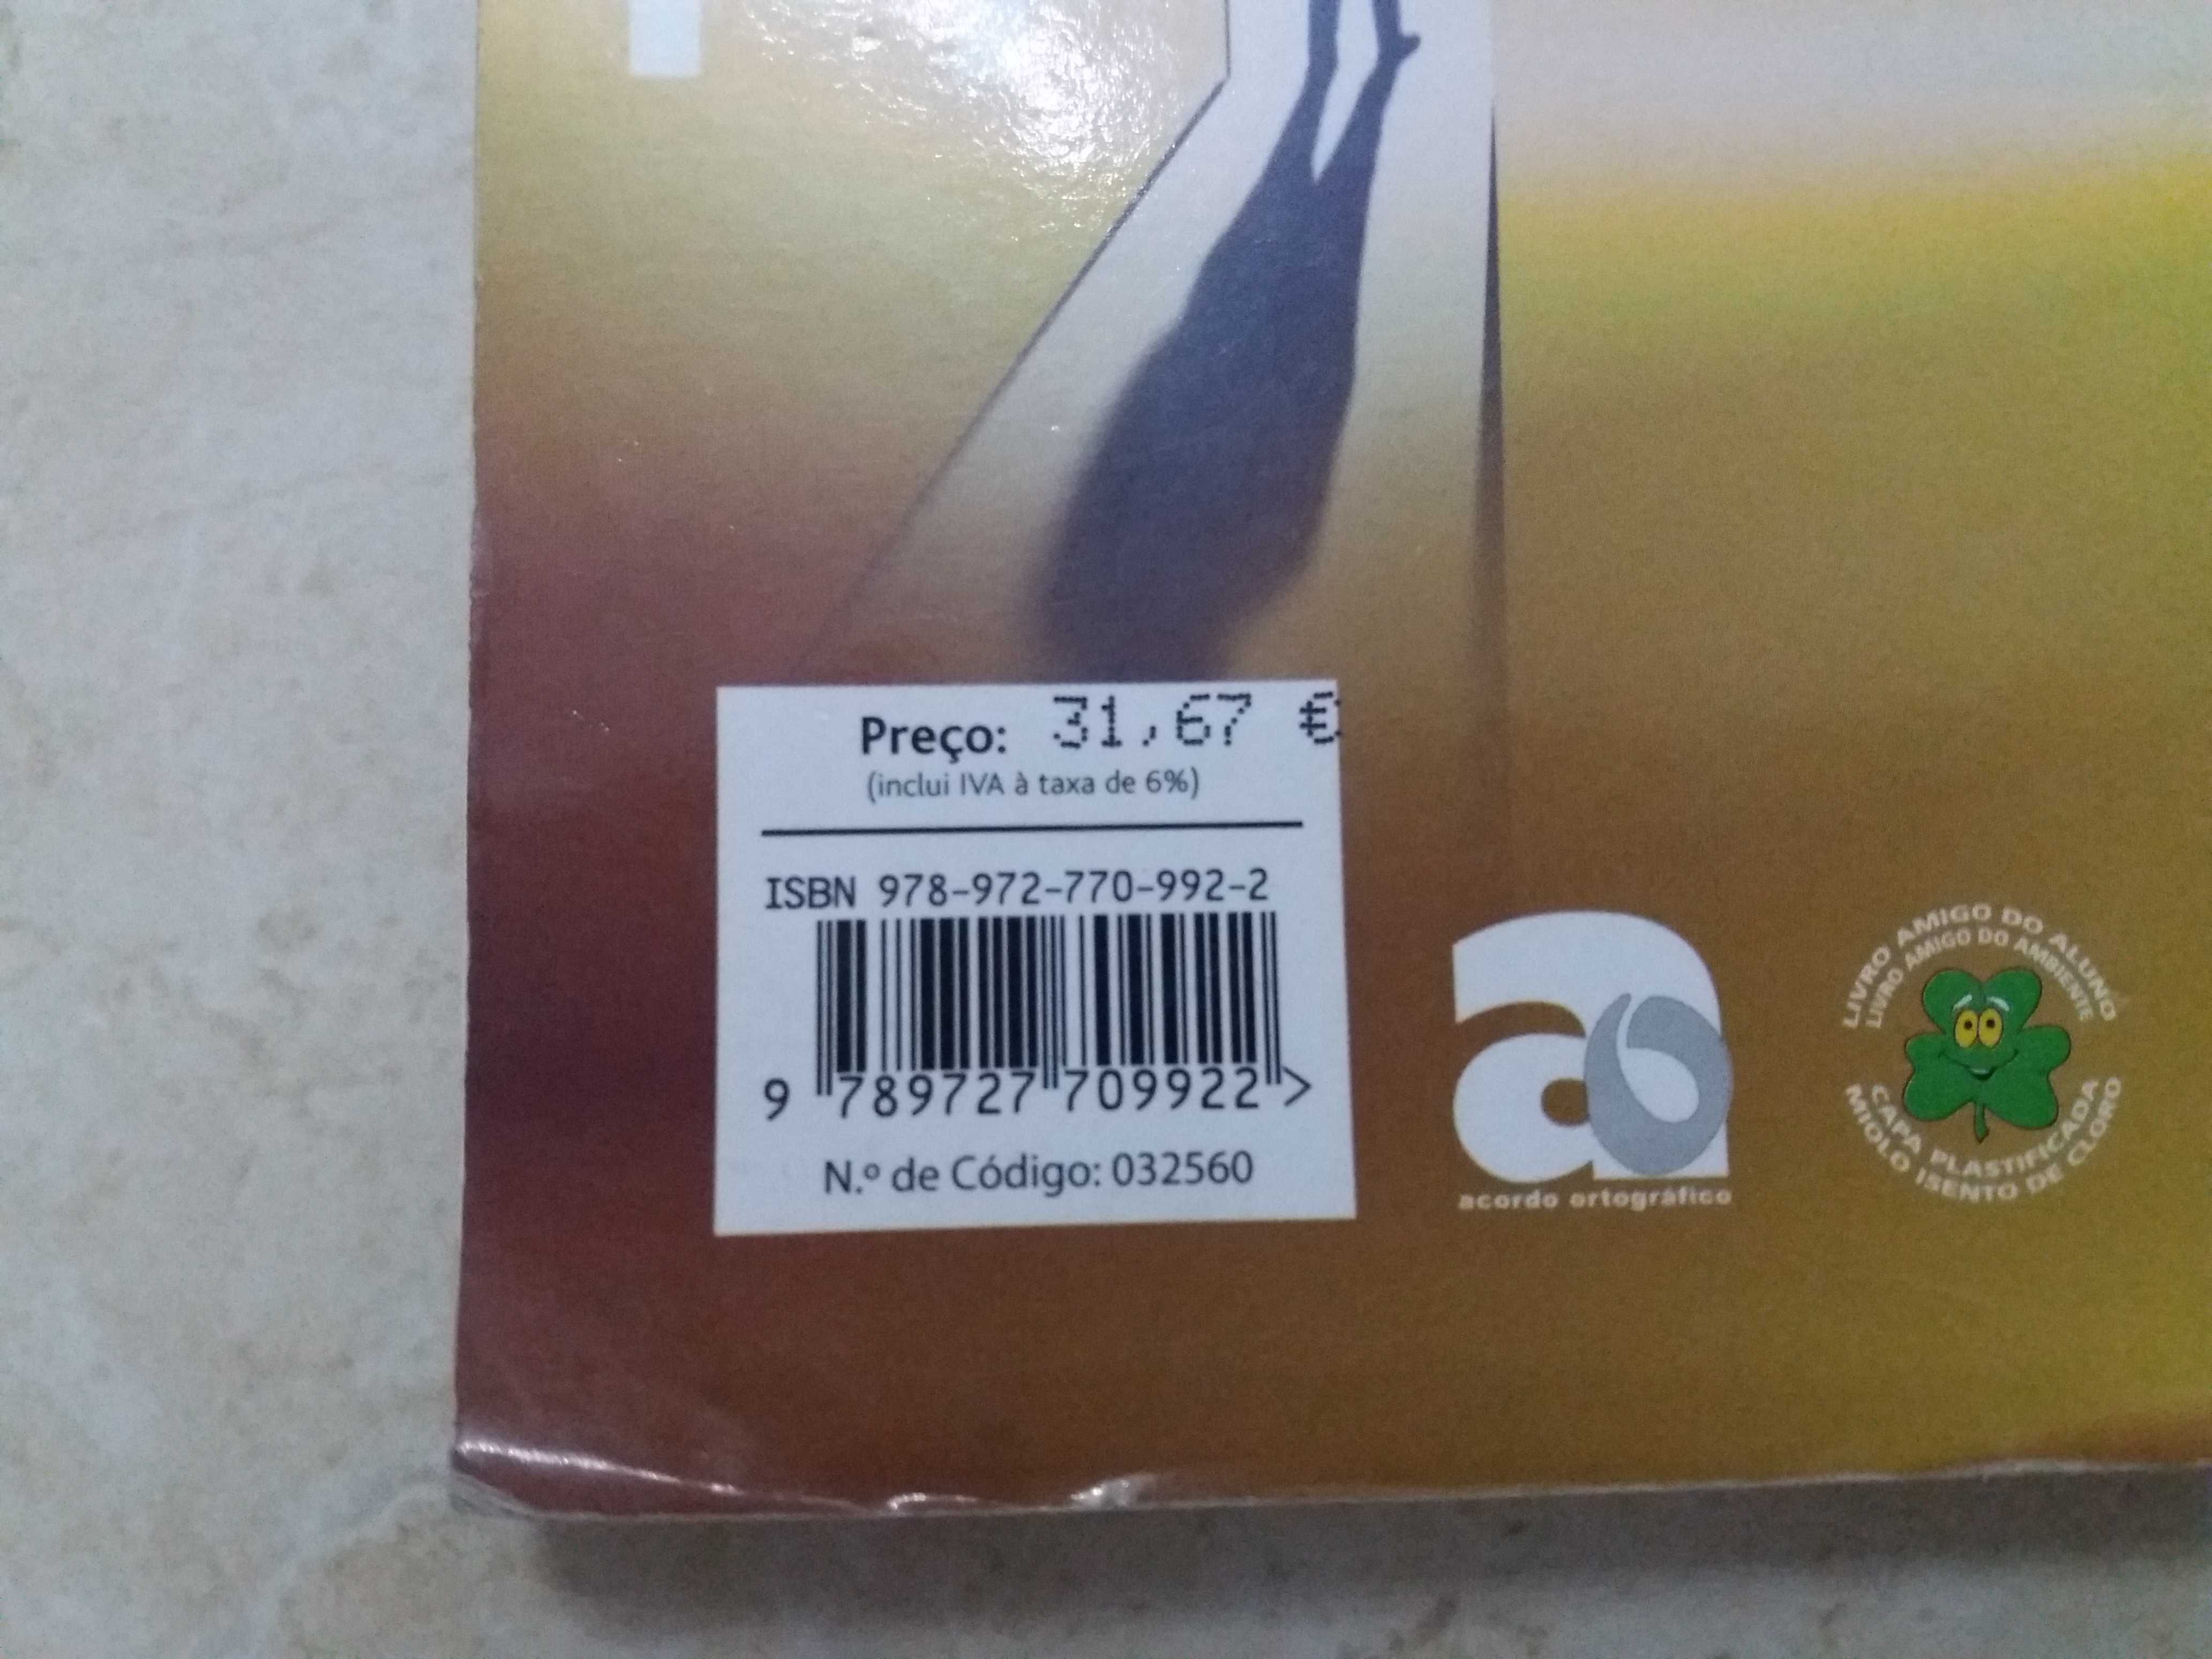 Preço: 31,67 €
(inclui IVA à taxa de 6%)
ISBN 978-972-770-992-2
9 789727 709922 >
N.º de Código: 032560
acordo ortográfico
LIVRO AMIGO DO ALUNO
LIVRO AMIGO DO AMBIENTE
CAPA PLASTIFICADA
MIOLO ISENTO DE CLORO